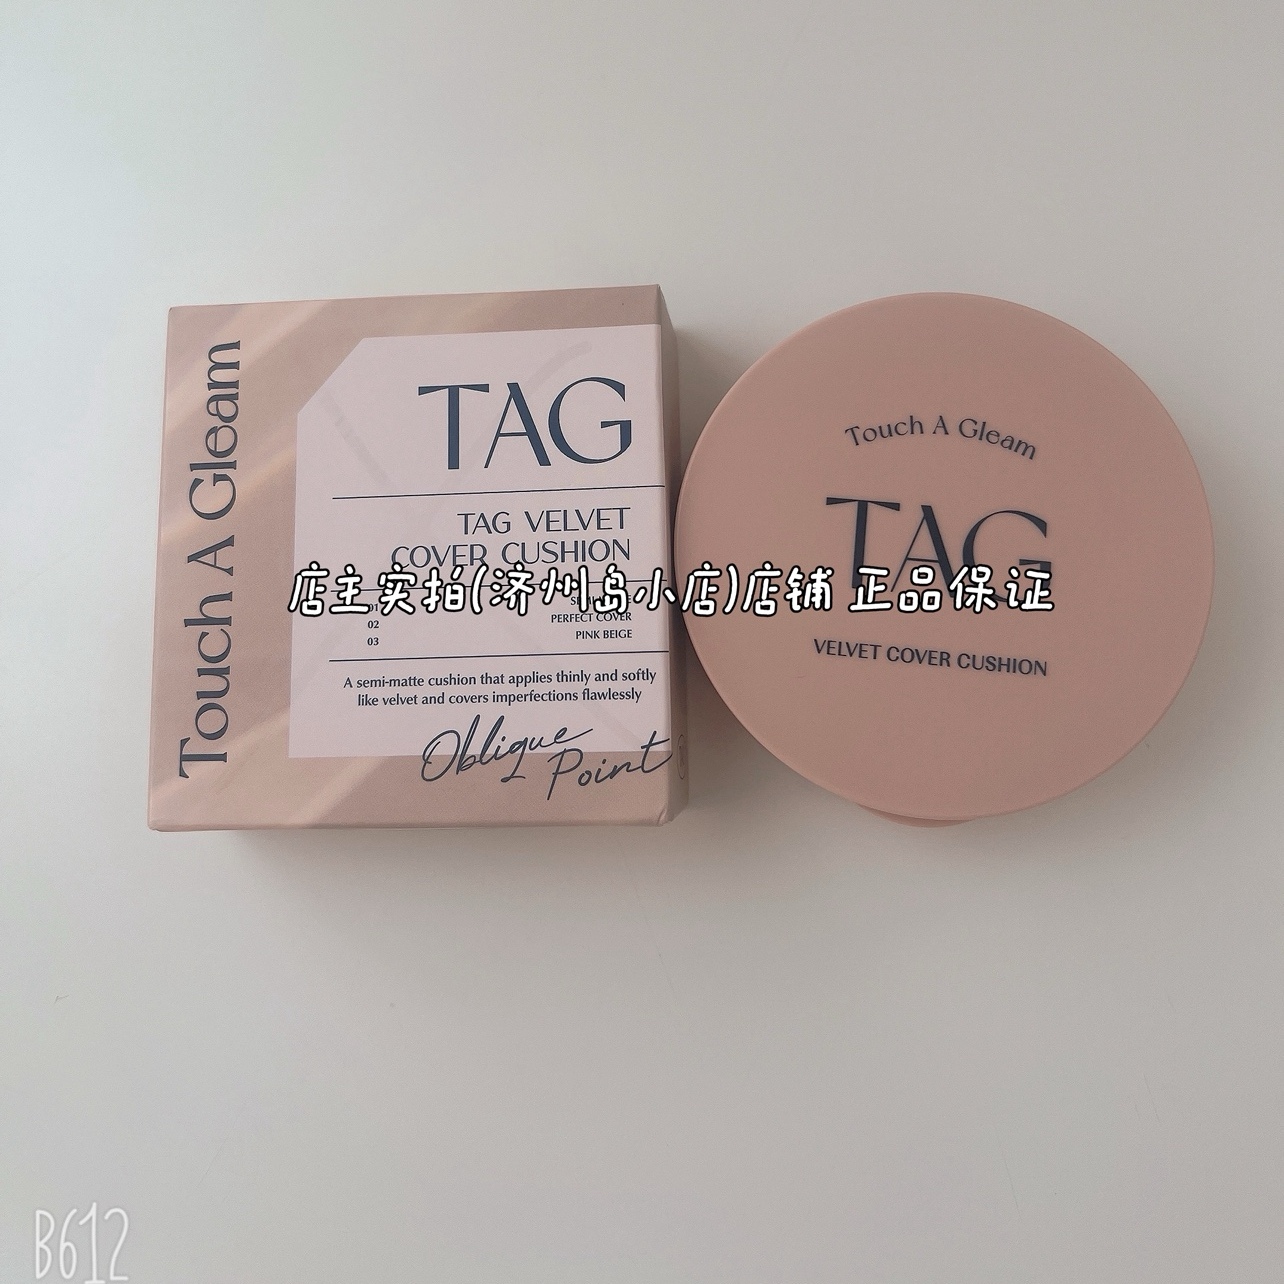 Touch A Gleam
TAG
TAG VELVET
COVER CUSHION
01
02 PERFECT COVER
03 PINK BEIGE
A semi-matte cushion that applies thinly and softly
like velvet and covers imperfections flawlessly
Oblique
Point
Touch A Gleam
TAG
VELVET COVER CUSHION
店主实拍(济州岛小店)店铺 正品保证
B612